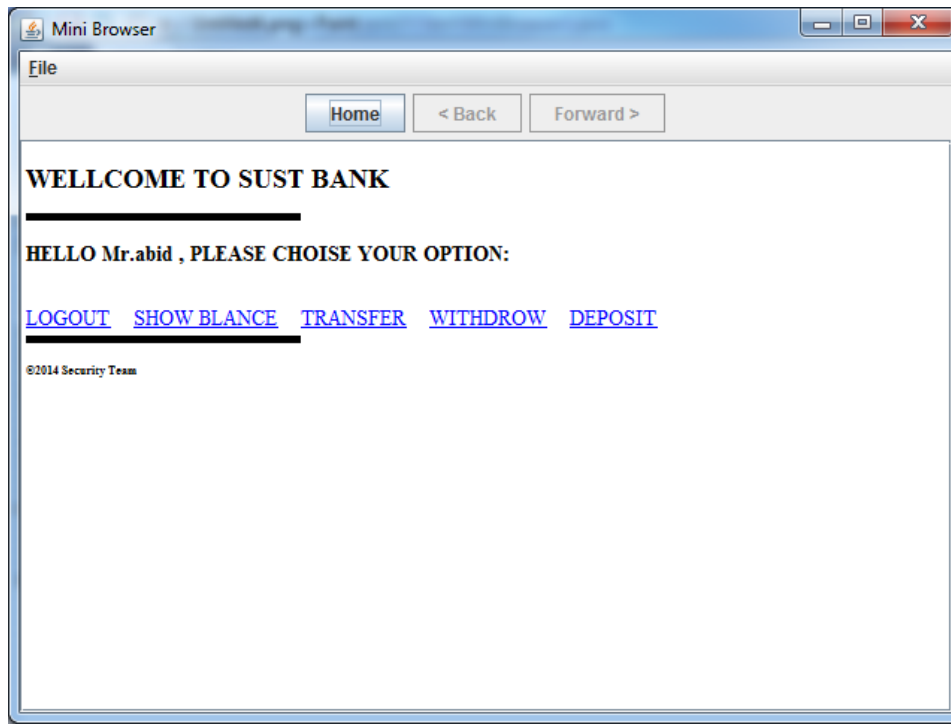 Mini Browser
File
Home < Back Forward >
WELLCOME TO SUST BANK
HELLO Mr.abid , PLEASE CHOISE YOUR OPTION:
LOGOUT SHOW BLANCE TRANSFER WITHDROW DEPOSIT
©2014 Security Team